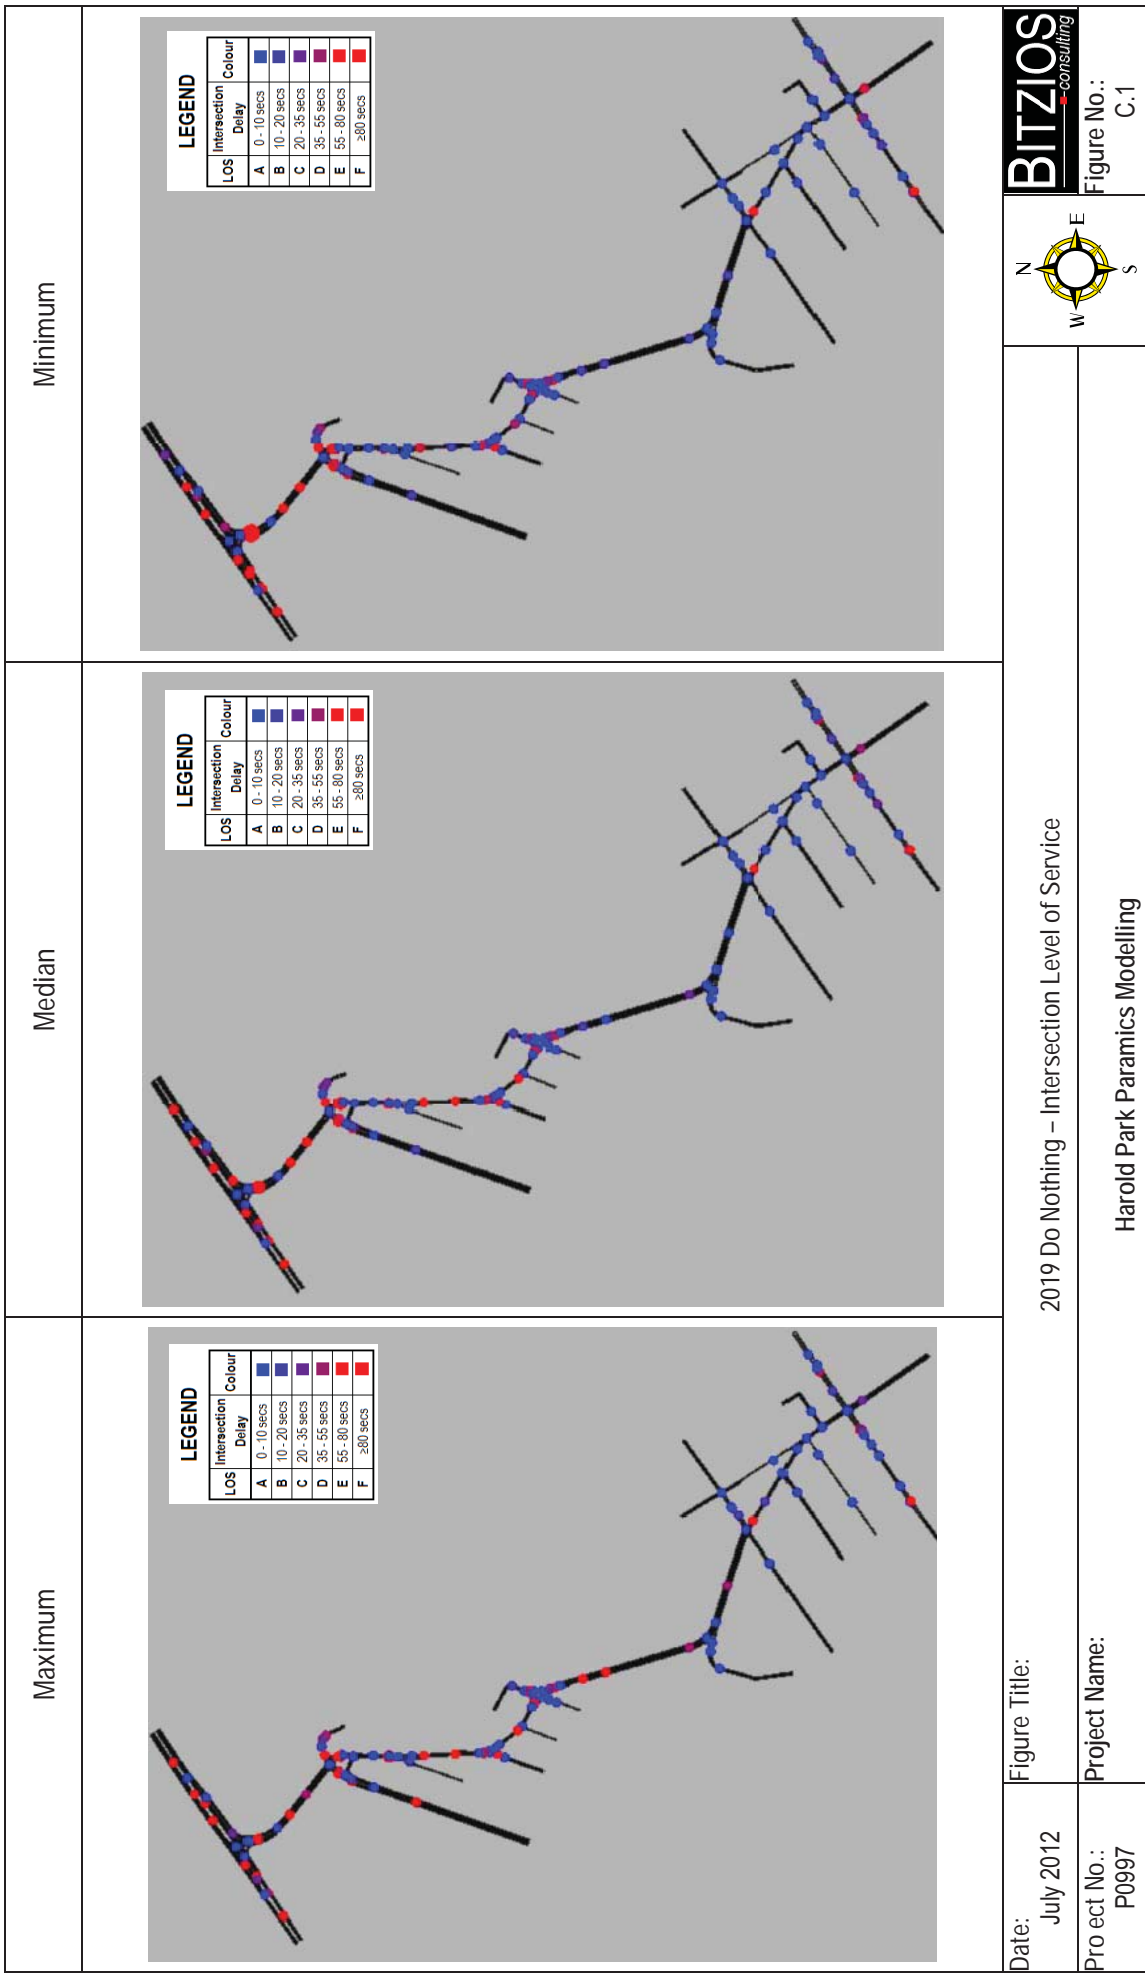 Maximum
Median
Minimum
LEGEND
LOS Intersection Delay Colour
A 0 - 10 secs
B 10 - 20 secs
C 20 - 35 secs
D 35 - 55 secs
E 55 - 80 secs
F ≥80 secs
LEGEND
LOS Intersection Delay Colour
A 0 - 10 secs
B 10 - 20 secs
C 20 - 35 secs
D 35 - 55 secs
E 55 - 80 secs
F ≥80 secs
LEGEND
LOS Intersection Delay Colour
A 0 - 10 secs
B 10 - 20 secs
C 20 - 35 secs
D 35 - 55 secs
E 55 - 80 secs
F ≥80 secs
Date:
July 2012
Figure Title:
2019 Do Nothing – Intersection Level of Service
Pro ect No.:
P0997
Project Name:
Harold Park Paramics Modelling
N
W E
S
BITZIOS
consulting
Figure No.:
C.1